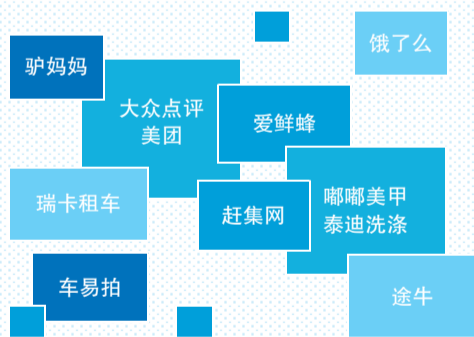 饿了么
驴妈妈
大众点评
美团
爱鲜蜂
瑞卡租车
赶集网
嘟嘟美甲
泰迪洗涤
车易拍
途牛